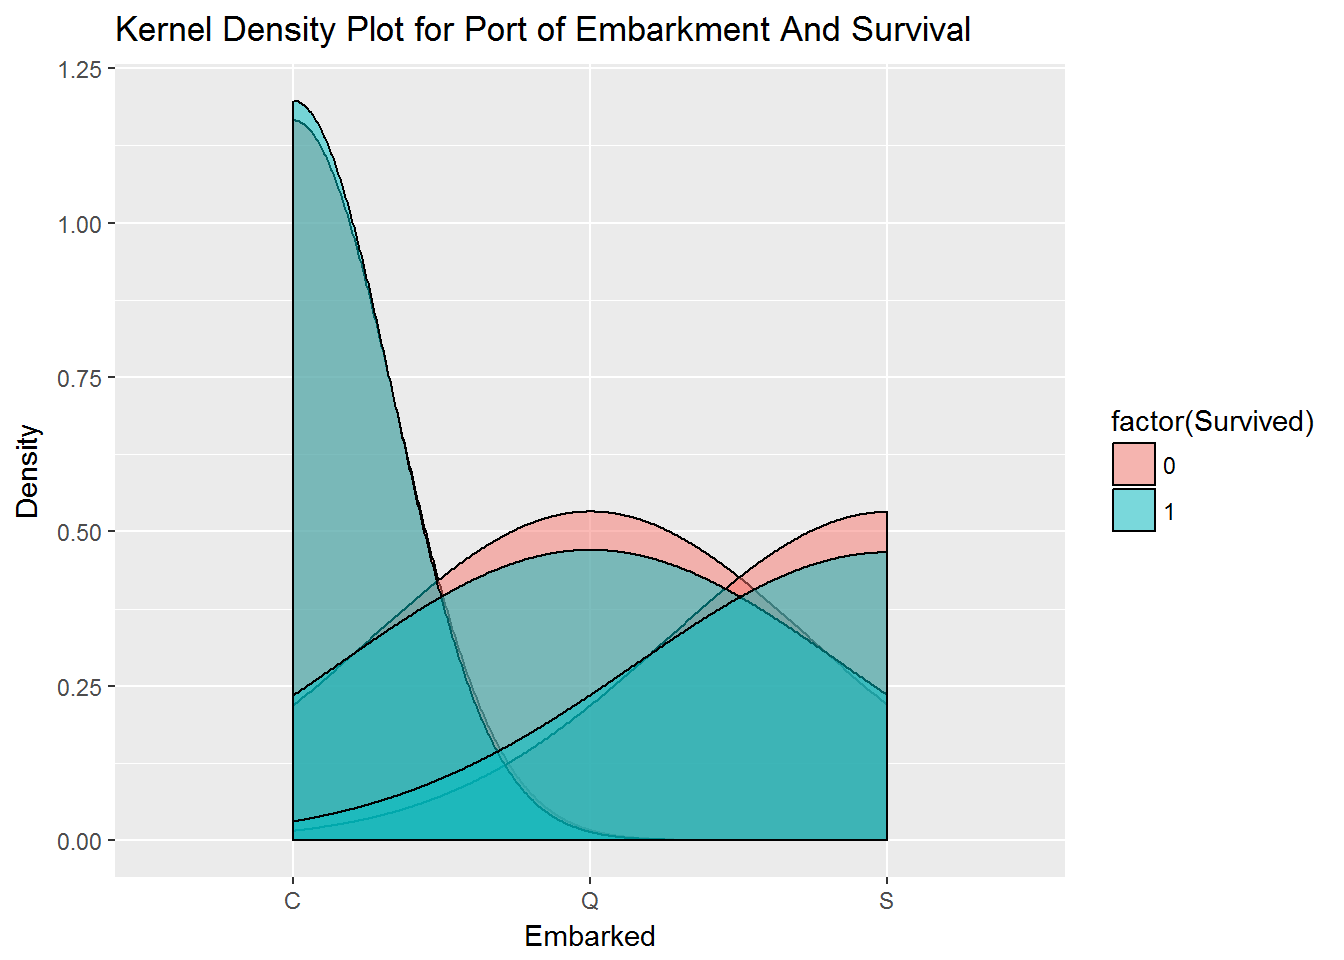 Kernel Density Plot for Port of Embarkment And Survival
1.25
1.00
0.75
0.50
0.25
0.00
Density
C Q S
Embarked
factor(Survived)
0
1